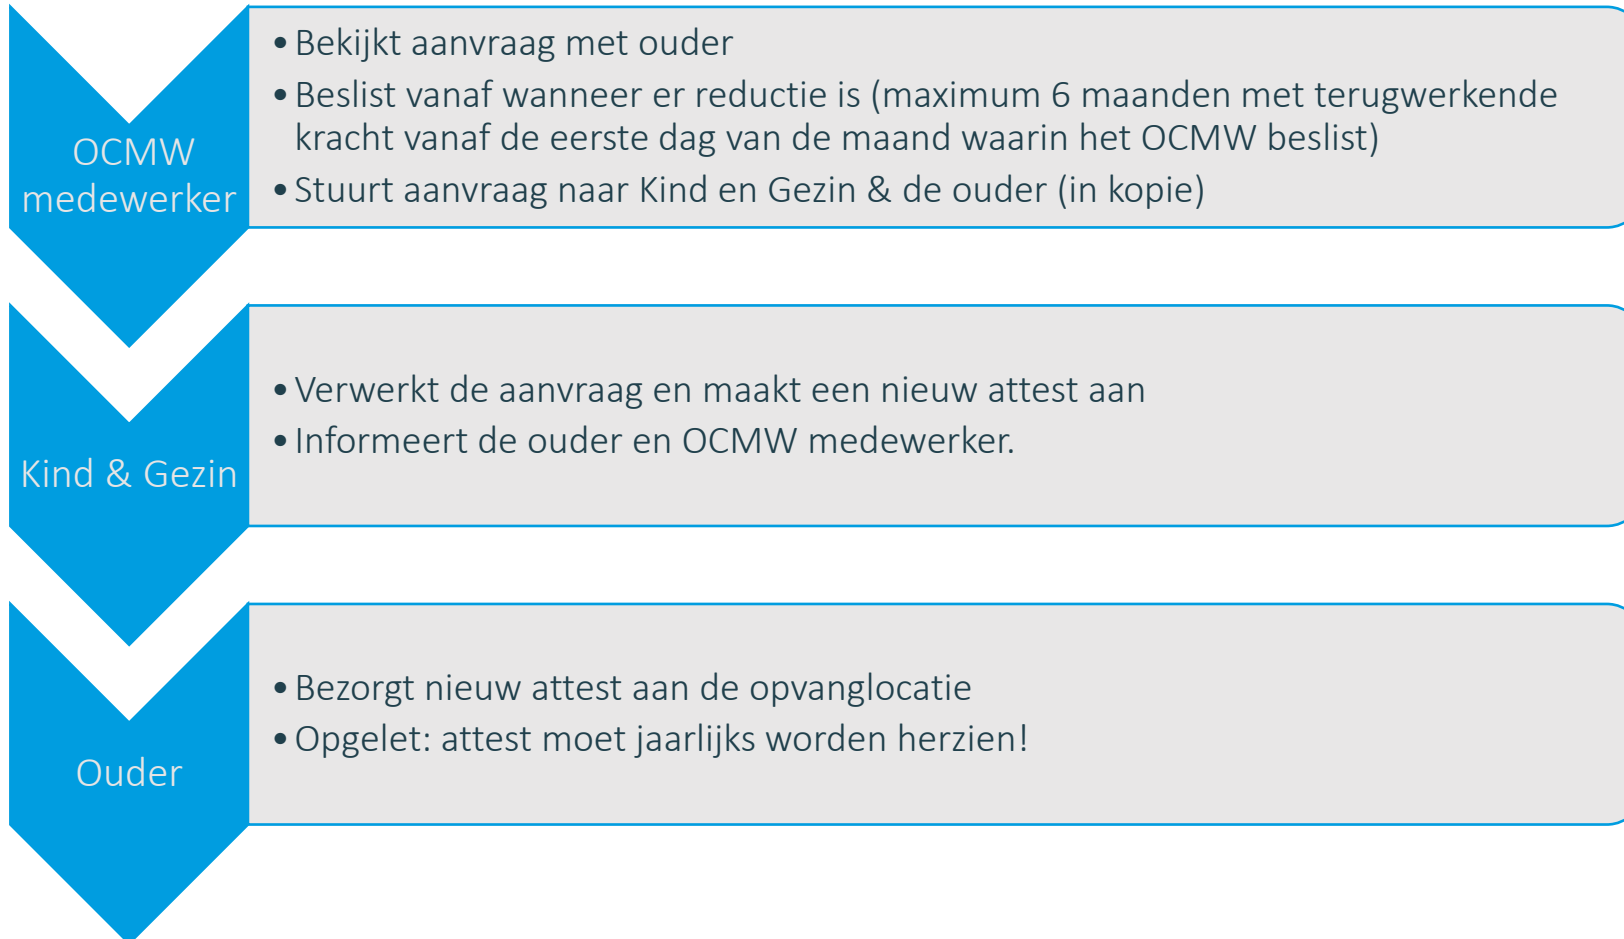 OCMW
medewerker
• Bekijkt aanvraag met ouder
• Beslist vanaf wanneer er reductie is (maximum 6 maanden met terugwerkende
kracht vanaf de eerste dag van de maand waarin het OCMW beslist)
• Stuurt aanvraag naar Kind en Gezin & de ouder (in kopie)
Kind & Gezin
• Verwerkt de aanvraag en maakt een nieuw attest aan
• Informeert de ouder en OCMW medewerker.
Ouder
• Bezorgt nieuw attest aan de opvanglocatie
• Opgelet: attest moet jaarlijks worden herzien!